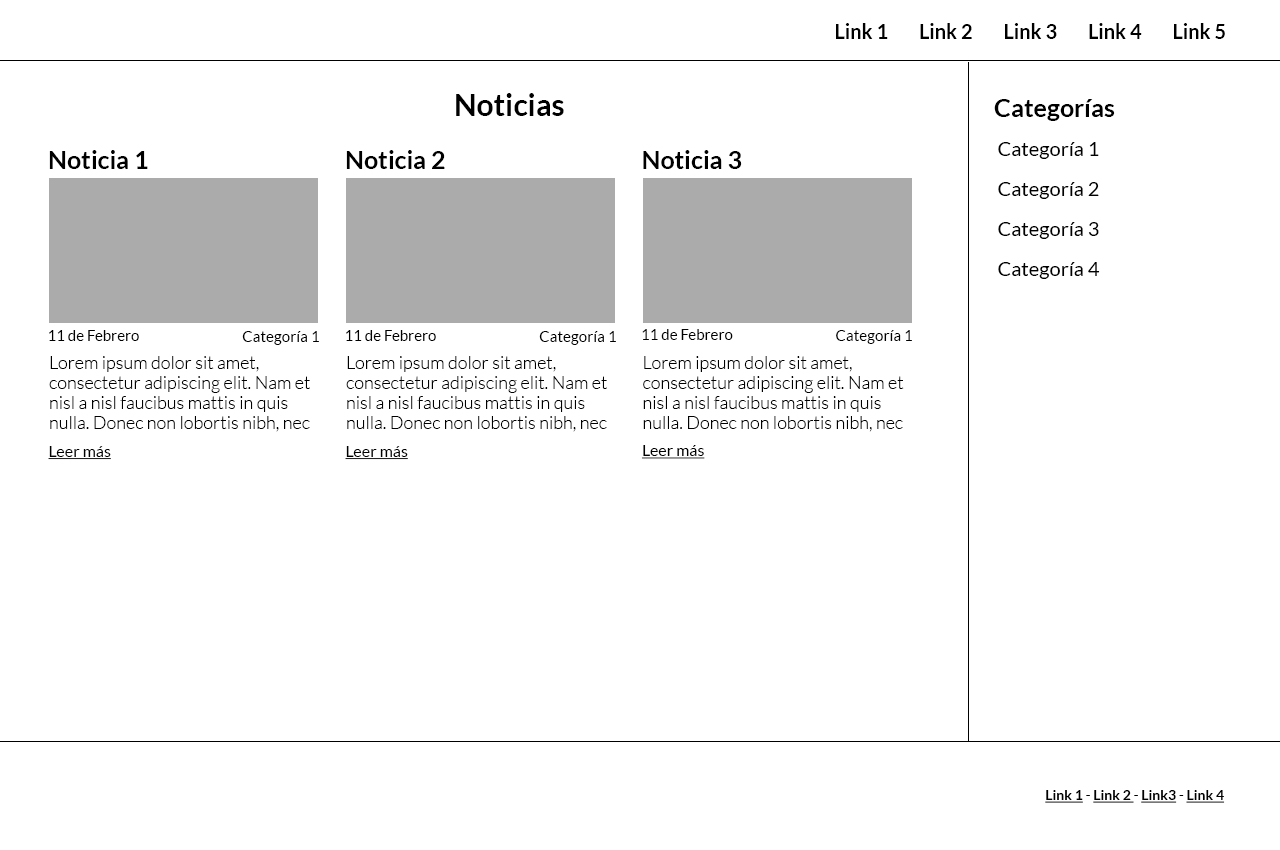 Link 1 Link 2 Link 3 Link 4 Link 5
Noticias
Noticia 1
11 de Febrero Categoría 1
Lorem ipsum dolor sit amet,
consectetur adipiscing elit. Nam et
nisl a nisl faucibus mattis in quis
nulla. Donec non lobortis nibh, nec
Leer más
Noticia 2
11 de Febrero Categoría 1
Lorem ipsum dolor sit amet,
consectetur adipiscing elit. Nam et
nisl a nisl faucibus mattis in quis
nulla. Donec non lobortis nibh, nec
Leer más
Noticia 3
11 de Febrero Categoría 1
Lorem ipsum dolor sit amet,
consectetur adipiscing elit. Nam et
nisl a nisl faucibus mattis in quis
nulla. Donec non lobortis nibh, nec
Leer más
Categorías
Categoría 1
Categoría 2
Categoría 3
Categoría 4
Link 1 - Link 2 - Link3 - Link 4